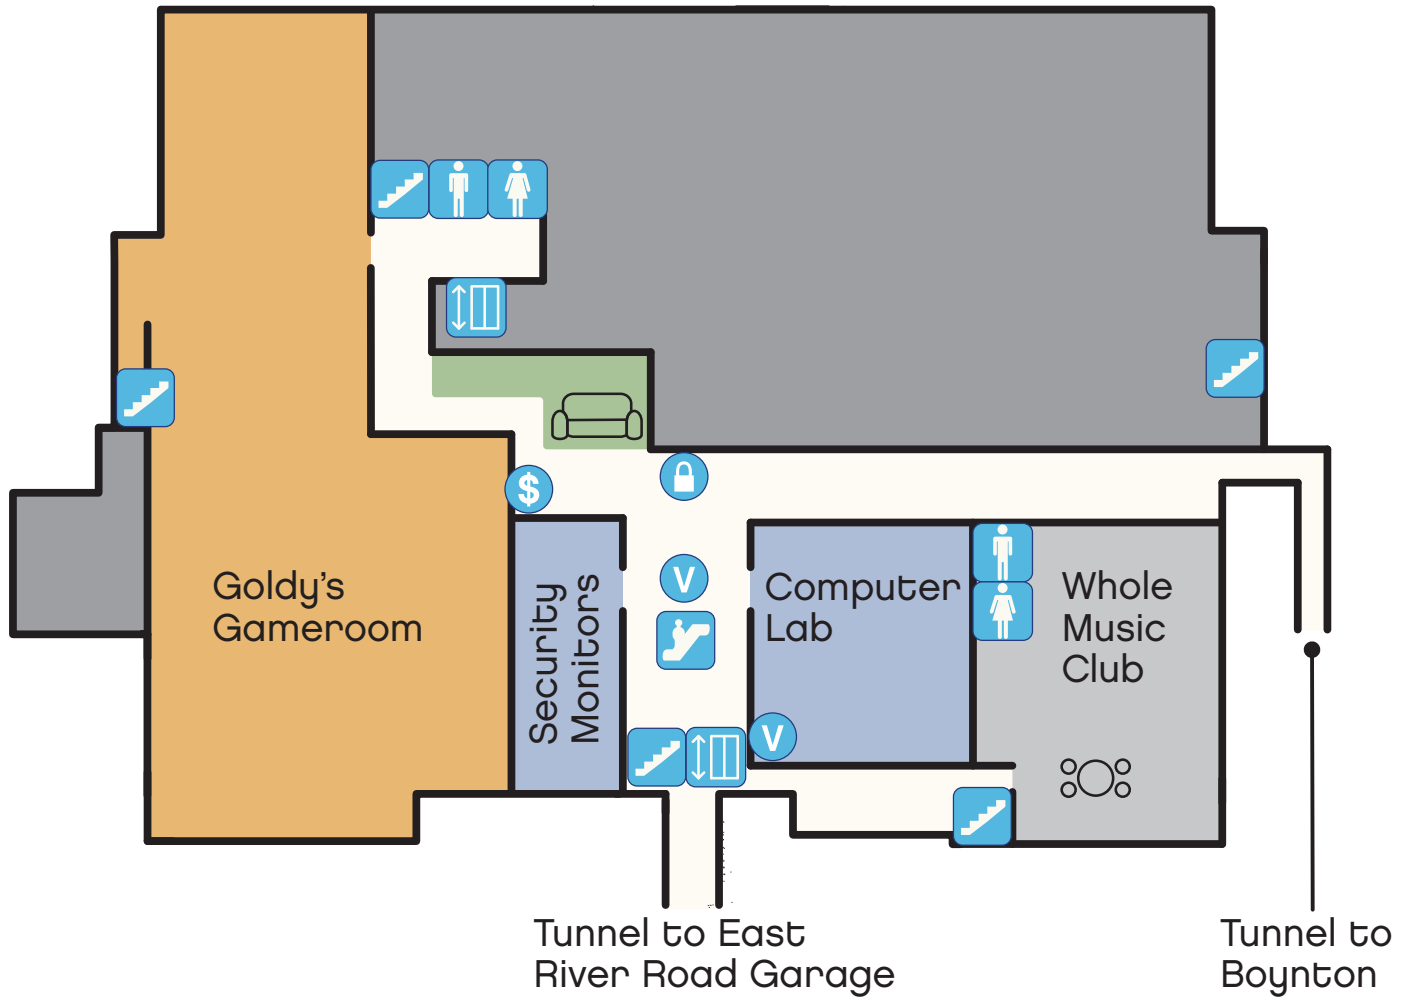 $
V
Goldy's
Gameroom
Security
Monitors
Computer
Lab
Whole
Music
Club
V
Tunnel to East
River Road Garage
Tunnel to
Boynton